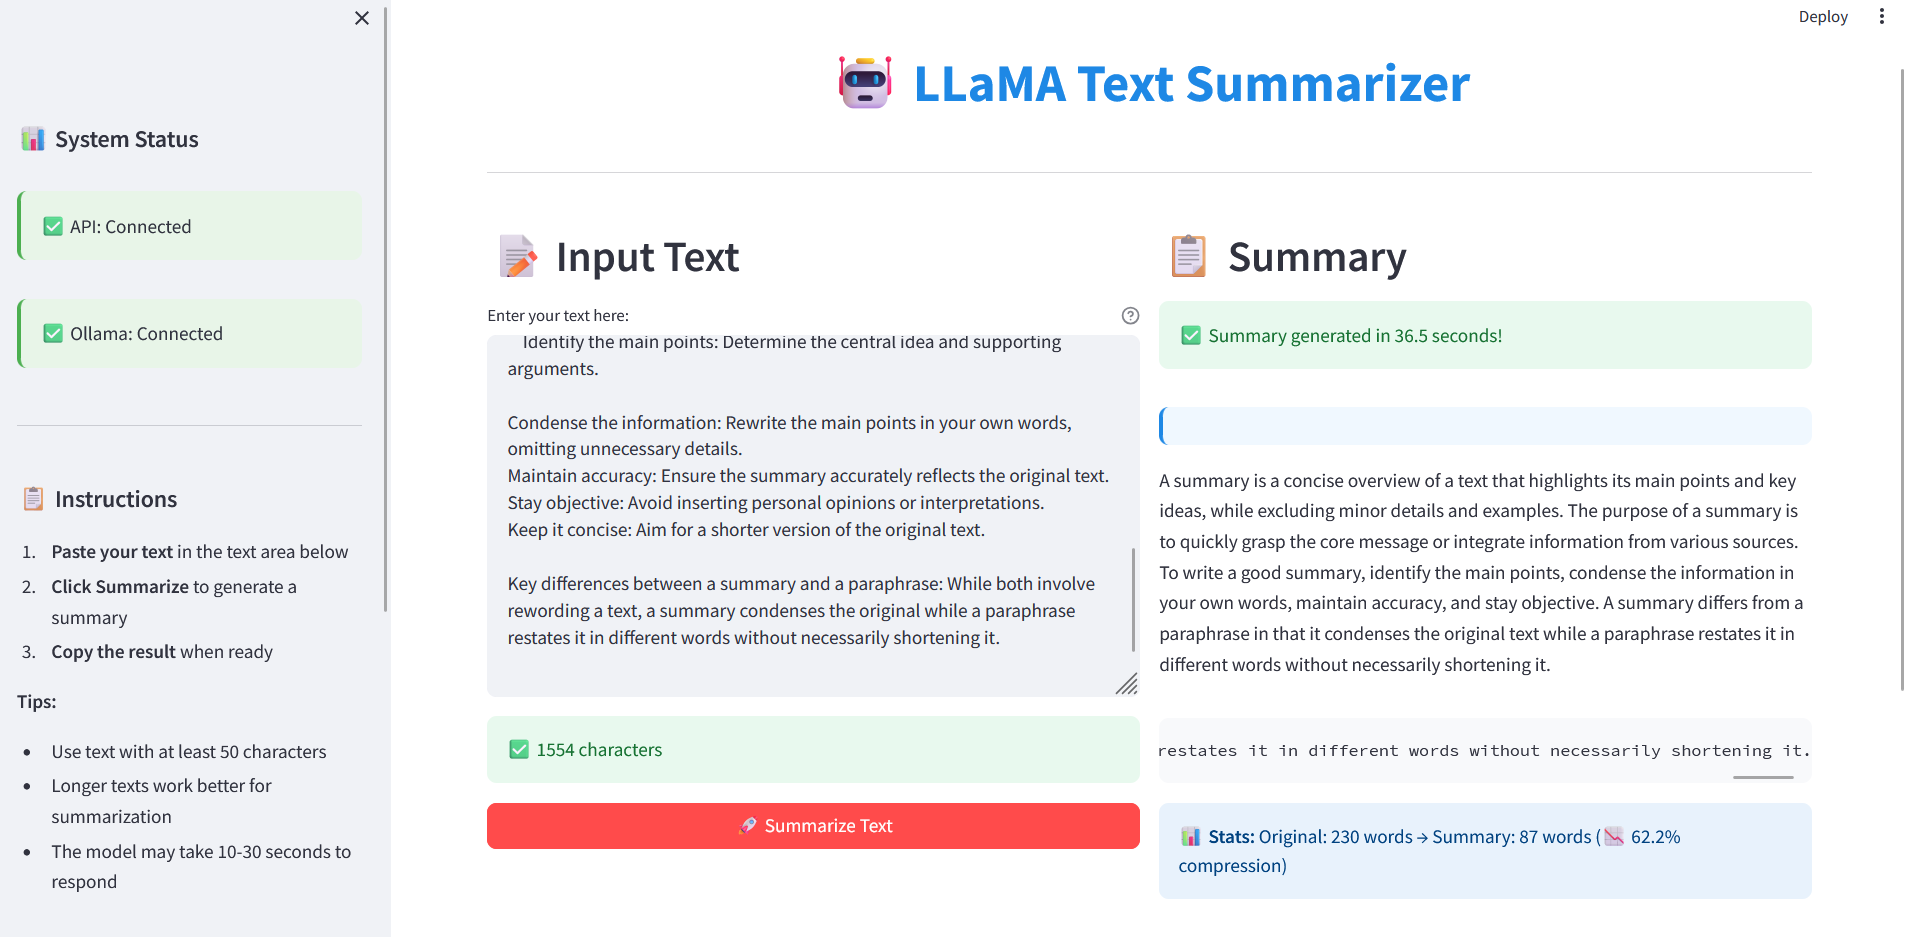 Deploy
LLaMA Text Summarizer
System Status
API: Connected
Ollama: Connected
Instructions
1. Paste your text in the text area below
2. Click Summarize to generate a
summary
3. Copy the result when ready
Tips:
• Use text with at least 50 characters
• Longer texts work better for
summarization
• The model may take 10-30 seconds to
respond
Input Text
Enter your text here:
Identify the main points: Determine the central idea and supporting
arguments.
Condense the information: Rewrite the main points in your own words,
omitting unnecessary details.
Maintain accuracy: Ensure the summary accurately reflects the original text.
Stay objective: Avoid inserting personal opinions or interpretations.
Keep it concise: Aim for a shorter version of the original text.
Key differences between a summary and a paraphrase: While both involve
rewording a text, a summary condenses the original while a paraphrase
restates it in different words without necessarily shortening it.
1554 characters
Summarize Text
Summary
Summary generated in 36.5 seconds!
A summary is a concise overview of a text that highlights its main points and key
ideas, while excluding minor details and examples. The purpose of a summary is
to quickly grasp the core message or integrate information from various sources.
To write a good summary, identify the main points, condense the information in
your own words, maintain accuracy, and stay objective. A summary differs from a
paraphrase in that it condenses the original text while a paraphrase restates it in
different words without necessarily shortening it.
restates it in different words without necessarily shortening it.
Stats: Original: 230 words → Summary: 87 words (📉 62.2%
compression)